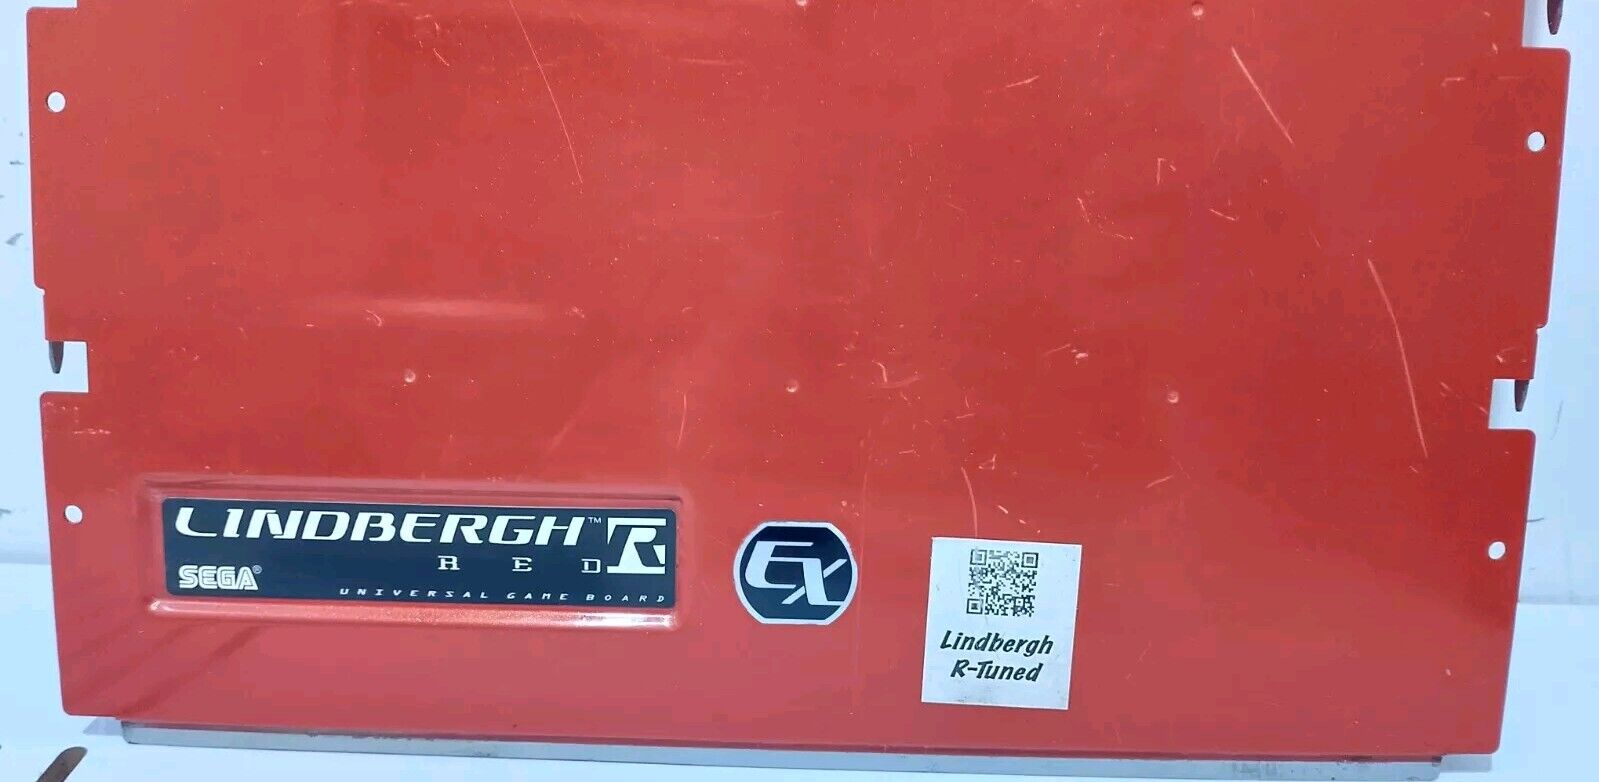 LINDBERGH™ R
RED
SEGA®
UNIVERSAL GAME BOARD
EX
Lindbergh
R-Tuned